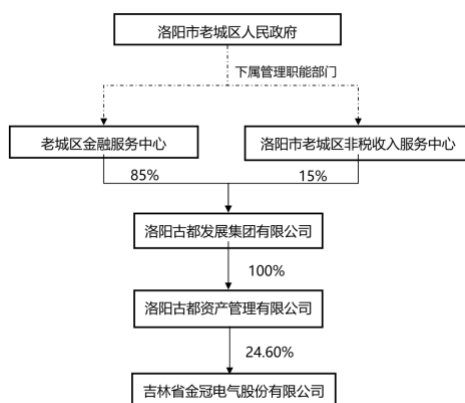 洛阳市老城区人民政府
下属管理职能部门
老城区金融服务中心
洛阳市老城区非税收入服务中心
85%
15%
洛阳古都发展集团有限公司
100%
洛阳古都资产管理有限公司
24.60%
吉林省金冠电气股份有限公司